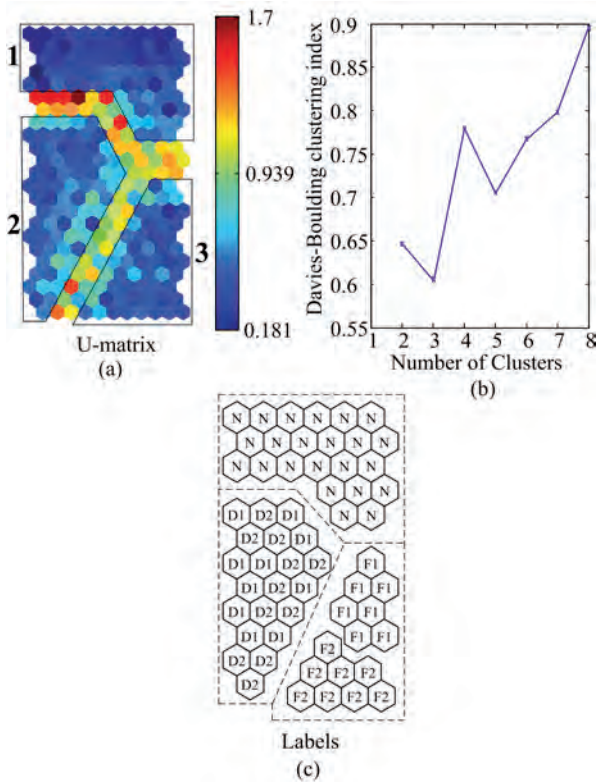 1
2
3
1.7
0.939
0.181
U-matrix
(a)
Davies-Boulding clustering index
0.9
0.85
0.8
0.75
0.7
0.65
0.6
0.55
1 2 3 4 5 6 7 8
Number of Clusters
(b)
N N N N N N
N N N N N N
N N N N N N
N N N
N N
D1 D2 D1
D2 D2 D1
D1 D1 D2 D2
D1 D2 D1
D1 D2 D2
D1 D1
D2 D2
D2
F1
F1 F1
F1 F1
F1 F1
F2
F2 F2 F2
F2 F2 F2 F2
Labels
(c)